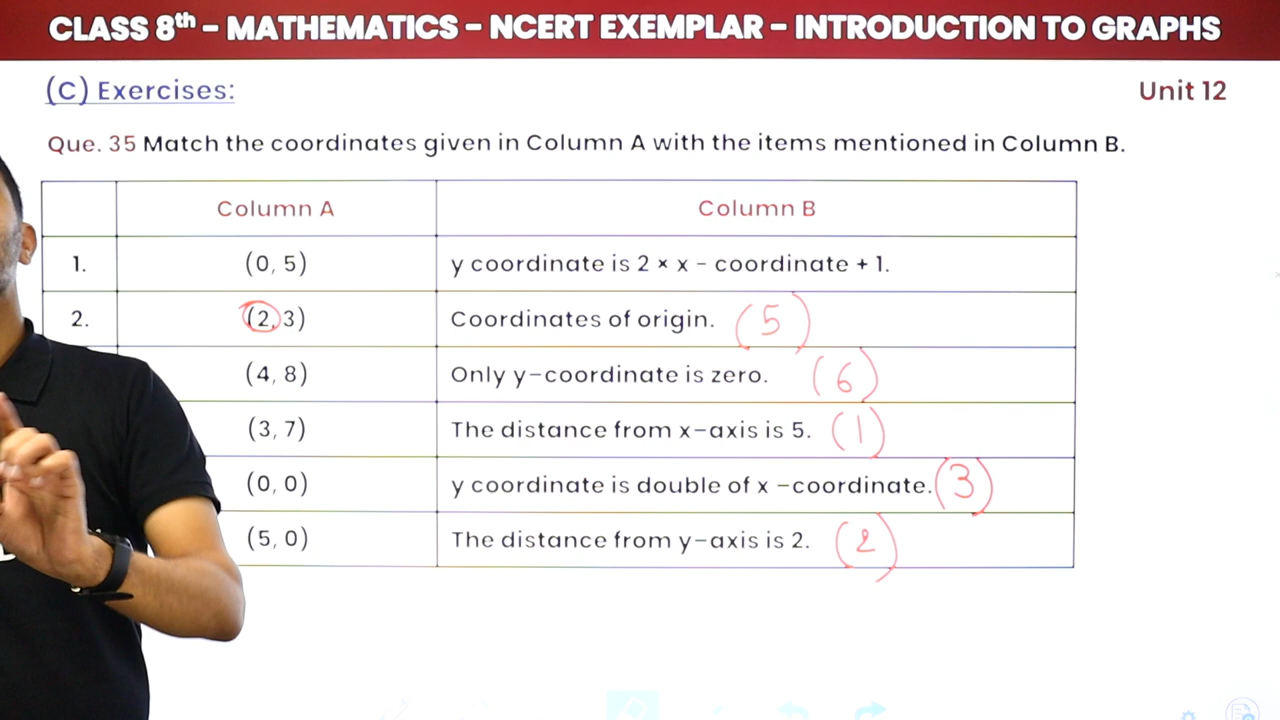 CLASS 8th - MATHEMATICS - NCERT EXEMPLAR - INTRODUCTION TO GRAPHS
(C) Exercises: Unit 12
Que. 35 Match the coordinates given in Column A with the items mentioned in Column B.
Column A Column B
1. (0, 5) y coordinate is 2 × x - coordinate + 1.
2. (2, 3) Coordinates of origin. (5)
(4, 8) Only y-coordinate is zero. (6)
(3, 7) The distance from x-axis is 5. (1)
(0, 0) y coordinate is double of x -coordinate. (3)
(5, 0) The distance from y-axis is 2. (2)